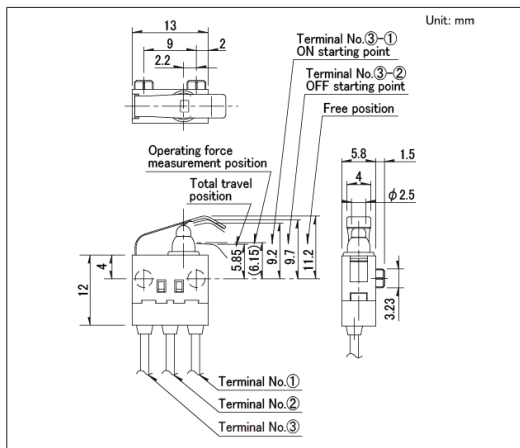 Unit: mm
13
9
2
2.2
Terminal No.③-①
ON starting point
Terminal No.③-②
OFF starting point
Free position
Operating force
measurement position
Total travel
position
5.85
(6.15)
9.2
9.7
11.2
4
12
5.8
1.5
4
φ2.5
3.23
Terminal No.①
Terminal No.②
Terminal No.③